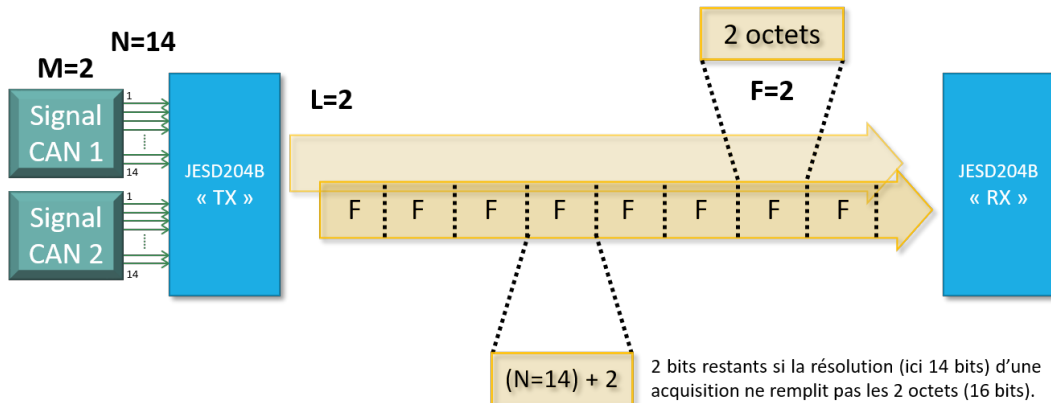 N=14
M=2
Signal
CAN 1
1
14
Signal
CAN 2
1
14
JESD204B
« TX »
L=2
2 octets
F=2
F F F F F F F F
(N=14) + 2
2 bits restants si la résolution (ici 14 bits) d'une
acquisition ne remplit pas les 2 octets (16 bits).
JESD204B
« RX »